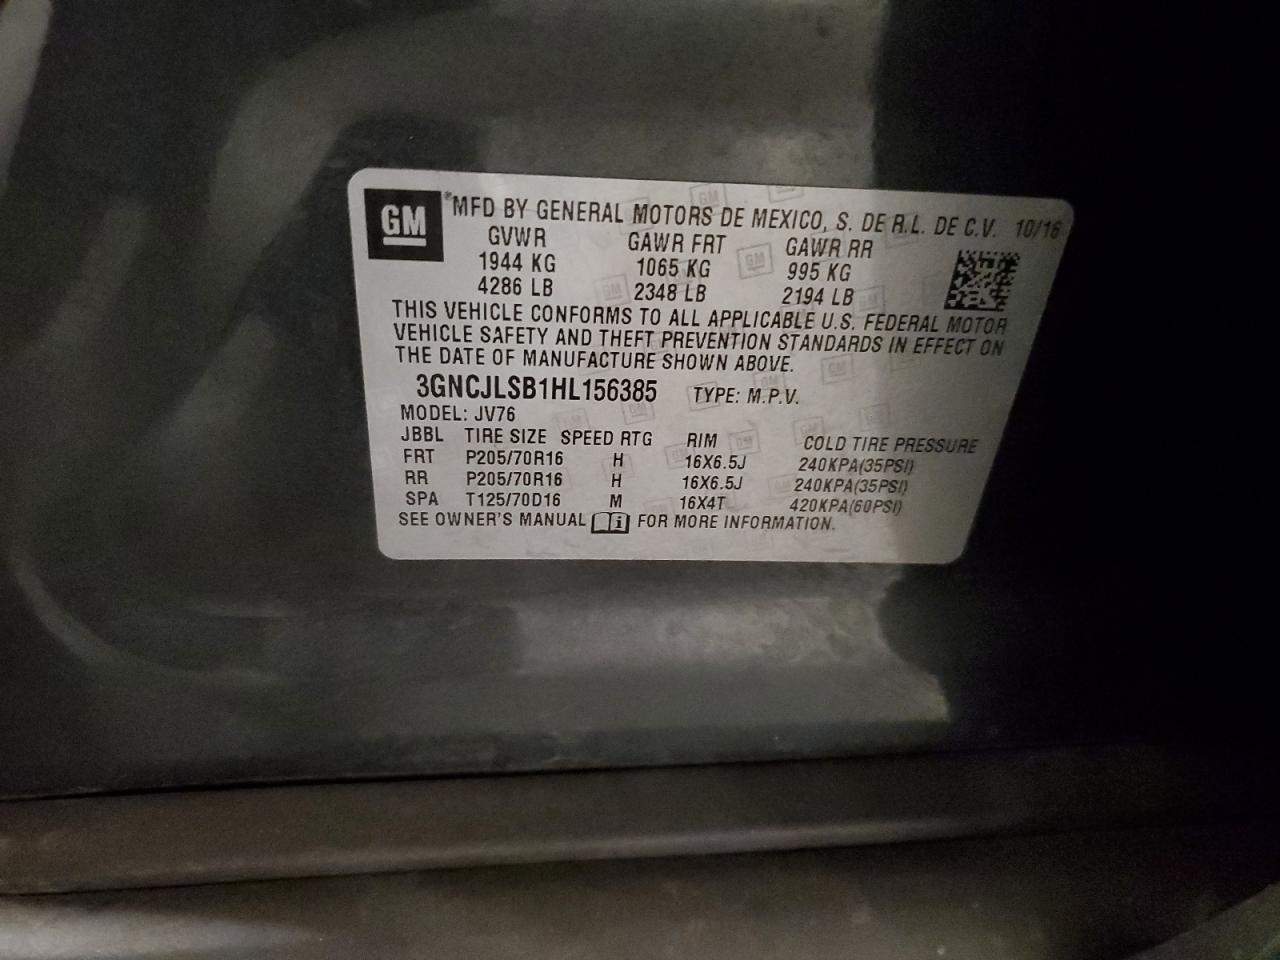 GM
*MFD BY GENERAL MOTORS DE MEXICO, S. DE R.L. DE C.V. 10/16
GVWR GAWR FRT GAWR RR
1944 KG 1065 KG 995 KG
4286 LB 2348 LB 2194 LB
THIS VEHICLE CONFORMS TO ALL APPLICABLE U.S. FEDERAL MOTOR
VEHICLE SAFETY AND THEFT PREVENTION STANDARDS IN EFFECT ON
THE DATE OF MANUFACTURE SHOWN ABOVE.
3GNCJLSB1HL156385 TYPE: M.P.V.
MODEL: JV76
JBBL TIRE SIZE SPEED RTG RIM COLD TIRE PRESSURE
FRT P205/70R16 H 16X6.5J 240KPA(35PSI)
RR P205/70R16 H 16X6.5J 240KPA(35PSI)
SPA T125/70D16 M 16X4T 420KPA(60PSI)
SEE OWNER'S MANUAL i FOR MORE INFORMATION.